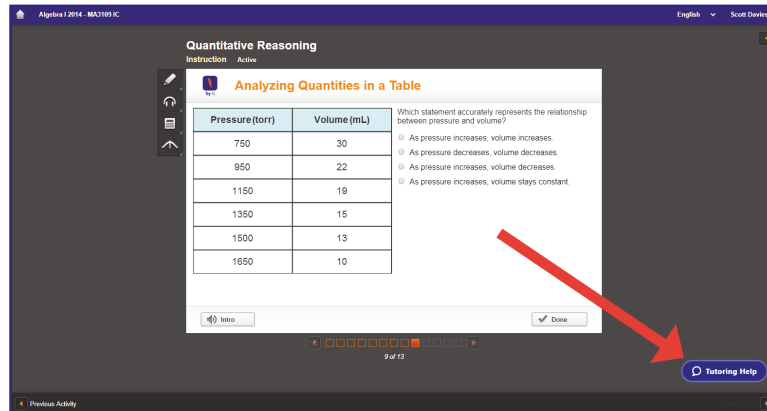 Algebra I 2014 - MA3109 IC
English
Scott Davies
Quantitative Reasoning
Instruction Active
Try It
Analyzing Quantities in a Table
Pressure (torr) Volume (mL)
750 30
950 22
1150 19
1350 15
1500 13
1650 10
Which statement accurately represents the relationship
between pressure and volume?
As pressure increases, volume increases.
As pressure decreases, volume decreases.
As pressure increases, volume decreases.
As pressure increases, volume stays constant.
Intro
Done
9 of 13
Tutoring Help
Previous Activity